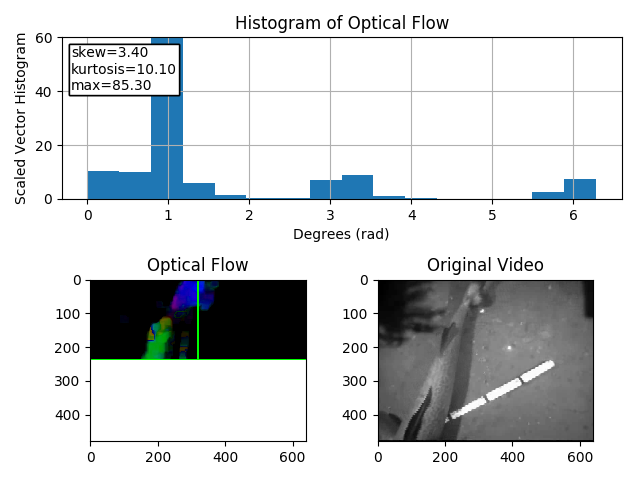 Histogram of Optical Flow
Scaled Vector Histogram
60
40
20
0
skew=3.40
kurtosis=10.10
max=85.30
0 1 2 3 4 5 6
Degrees (rad)
Optical Flow
0
100
200
300
400
0 200 400 600
Original Video
0
100
200
300
400
0 200 400 600